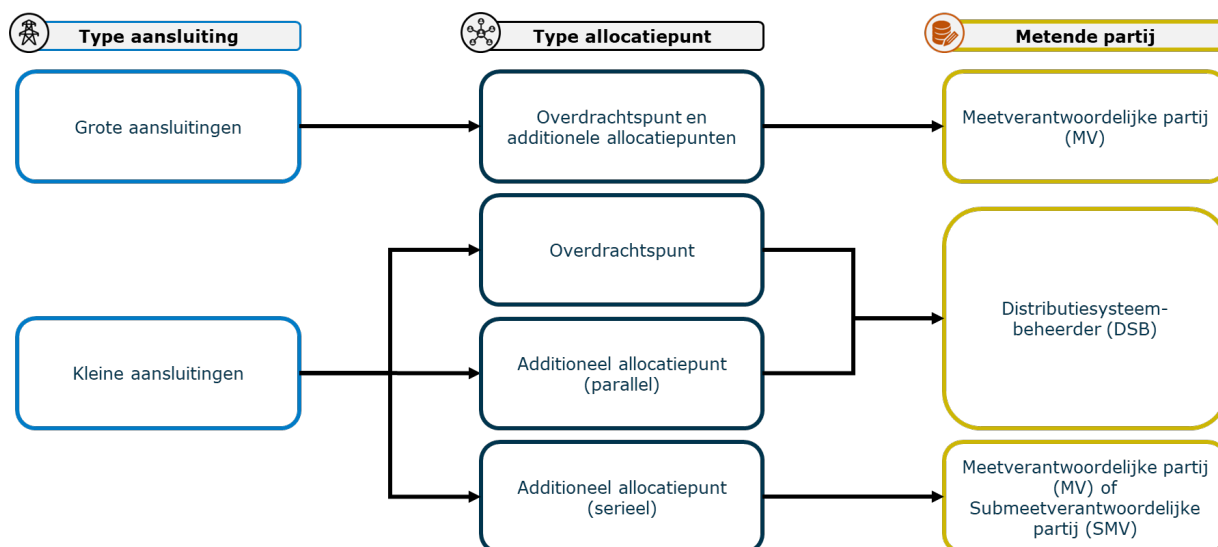 Type aansluiting
Type allocatiepunt
Metende partij
Grote aansluitingen
Overdrachtspunt en
additionele allocatiepunten
Meetverantwoordelijke partij
(MV)
Overdrachtspunt
Distributiesysteem-
beheerder (DSB)
Kleine aansluitingen
Additioneel allocatiepunt
(parallel)
Additioneel allocatiepunt
(serieel)
Meetverantwoordelijke partij
(MV) of
Submeetverantwoordelijke
partij (SMV)